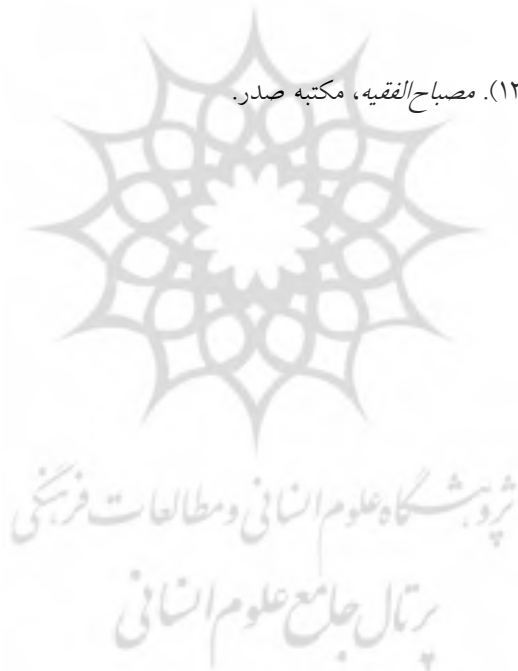 ۱۲). مصباح‌الفقیه، مکتبه صدر.
پژوهشگاه علوم انسانی و مطالعات فرهنگی
پرتال جامع علوم انسانی